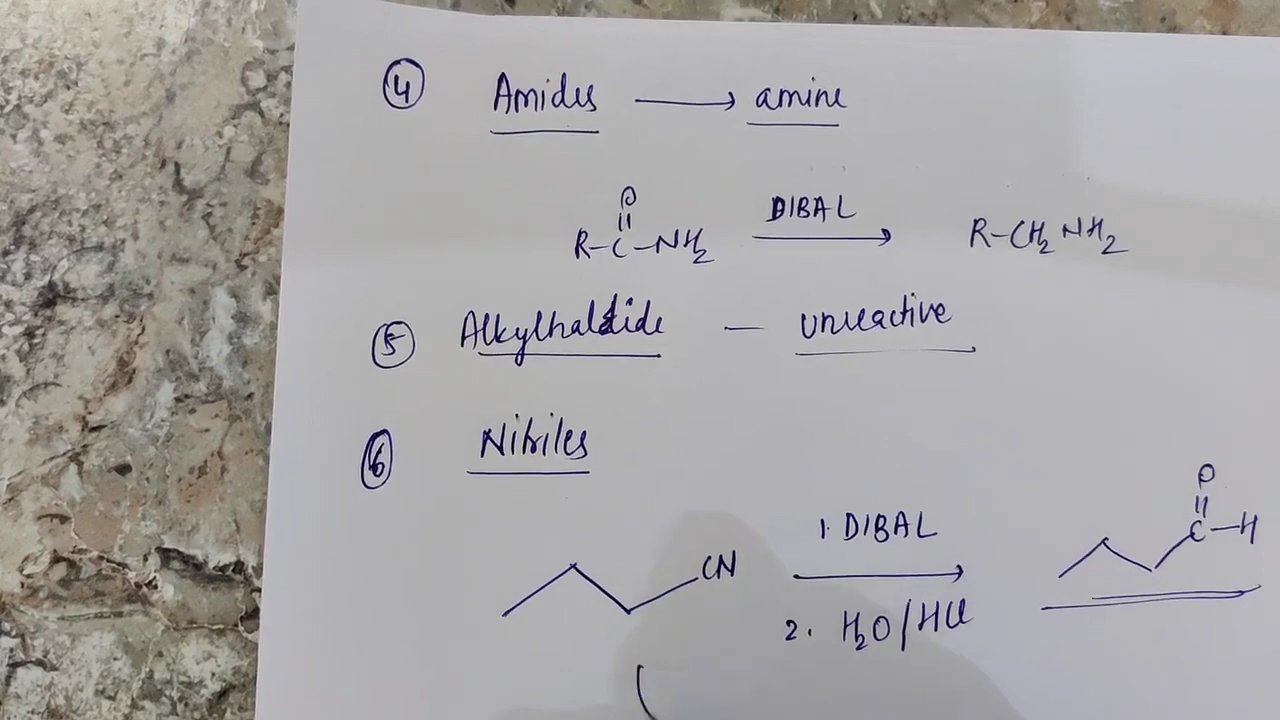 ④ Amides ⟶ amine
O
||
R-C-NH₂ DIBAL ⟶ R-CH₂NH₂
⑤ Alkylhalide — unreactive
⑥ Nitriles
O
||
1. DIBAL
CN ⟶ C-H
2. H₂O/HCl